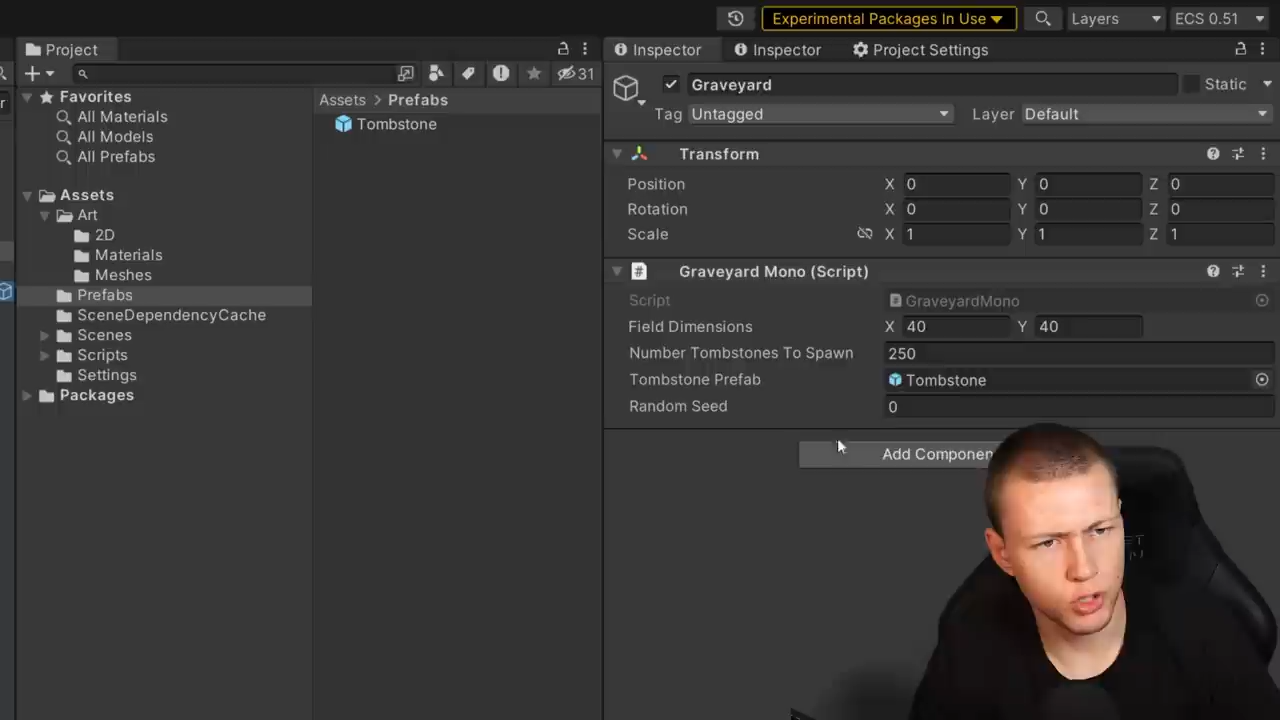 Experimental Packages In Use
Layers
ECS 0.51
Project
Inspector
Inspector
Project Settings
31
Favorites
All Materials
All Models
All Prefabs
Assets
Art
2D
Materials
Meshes
Prefabs
SceneDependencyCache
Scenes
Scripts
Settings
Packages
Assets > Prefabs
Tombstone
Graveyard
Static
Tag Untagged
Layer Default
Transform
Position X 0 Y 0 Z 0
Rotation X 0 Y 0 Z 0
Scale X 1 Y 1 Z 1
# Graveyard Mono (Script)
Script GraveyardMono
Field Dimensions X 40 Y 40
Number Tombstones To Spawn 250
Tombstone Prefab Tombstone
Random Seed 0
Add Componen